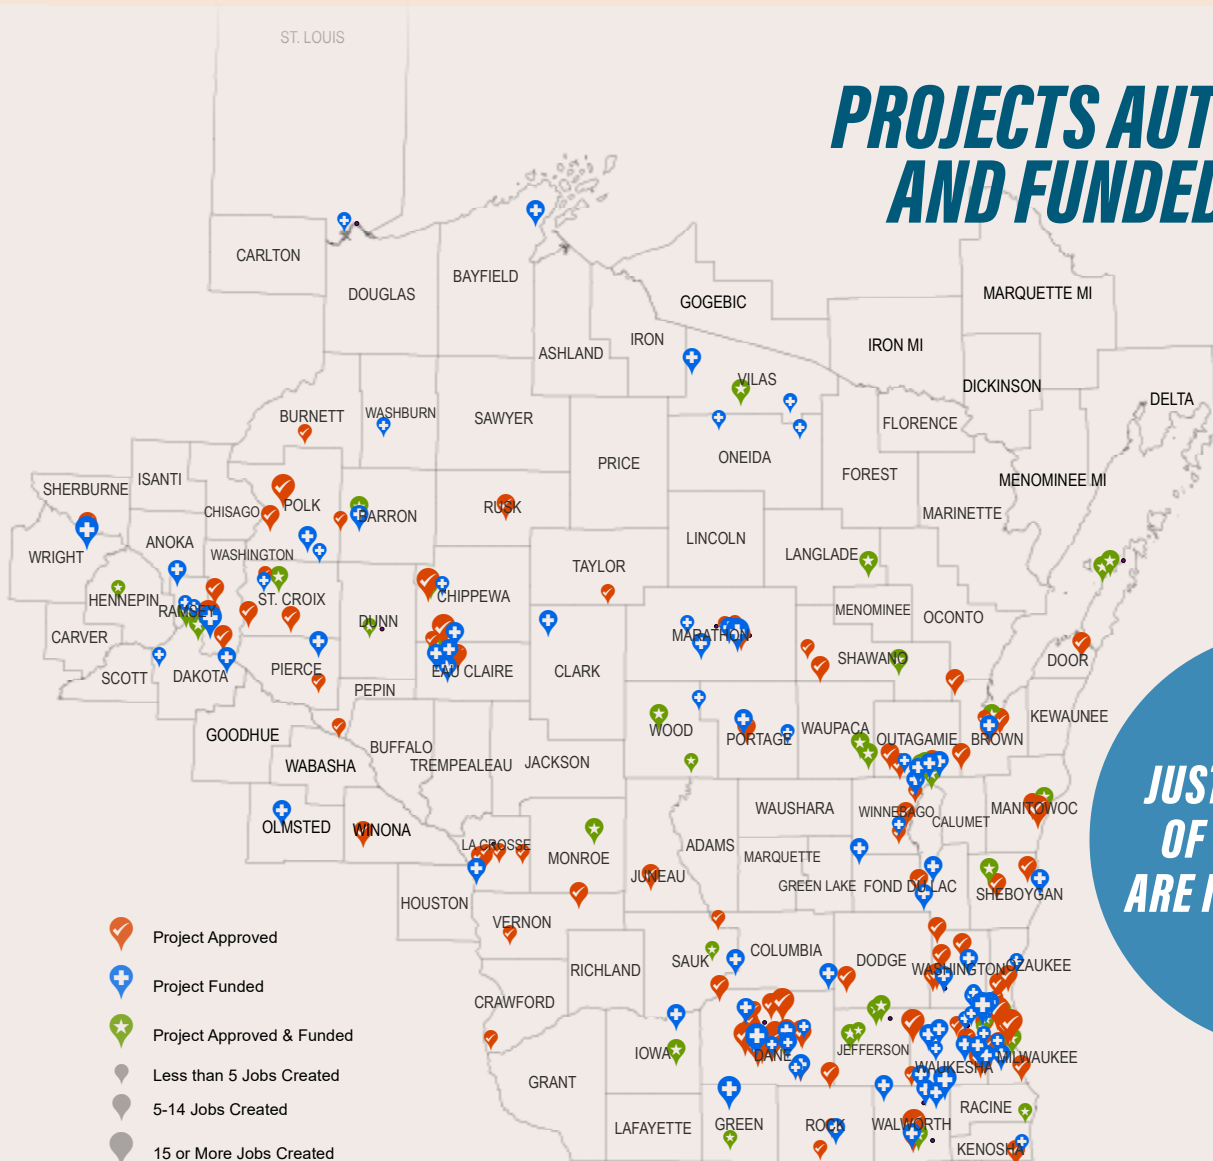 ST. LOUIS
PROJECTS AUT
AND FUNDED
CARLTON
DOUGLAS
BAYFIELD
ASHLAND
IRON
GOGEBIC
MARQUETTE MI
IRON MI
DICKINSON
DELTA
VILAS
BURNETT
WASHBURN
SAWYER
FLORENCE
PRICE
ONEIDA
FOREST
MENOMINEE MI
ISANTI
SHERBURNE
CHISAGO
POLK
BARRON
RUSK
MARINETTE
ANOKA
WASHINGTON
LINCOLN
LANGLADE
WRIGHT
TAYLOR
HENNEPIN
RAMSEY
ST. CROIX
CHIPPEWA
MENOMINEE
OCONTO
DUNN
MARATHON
CARVER
SCOTT
DAKOTA
PIERCE
PEPIN
EAU CLAIRE
CLARK
SHAWANO
DOOR
GOODHUE
WABASHA
BUFFALO
TREMPEALEAU
JACKSON
WOOD
PORTAGE
WAUPACA
OUTAGAMIE
BROWN
KEWAUNEE
JUST
OF
ARE
OLMSTED
WINONA
LA CROSSE
MONROE
JUNEAU
ADAMS
WAUSHARA
MARQUETTE
GREEN LAKE
WINNEBAGO
CALUMET
MANITOWOC
FOND DU LAC
SHEBOYGAN
HOUSTON
VERNON
RICHLAND
SAUK
COLUMBIA
DODGE
WASHINGTON
OZAUKEE
CRAWFORD
GRANT
IOWA
DANE
JEFFERSON
WAUKESHA
MILWAUKEE
LAFAYETTE
GREEN
ROCK
WALWORTH
RACINE
KENOSHA
Project Approved
Project Funded
Project Approved & Funded
Less than 5 Jobs Created
5-14 Jobs Created
15 or More Jobs Created